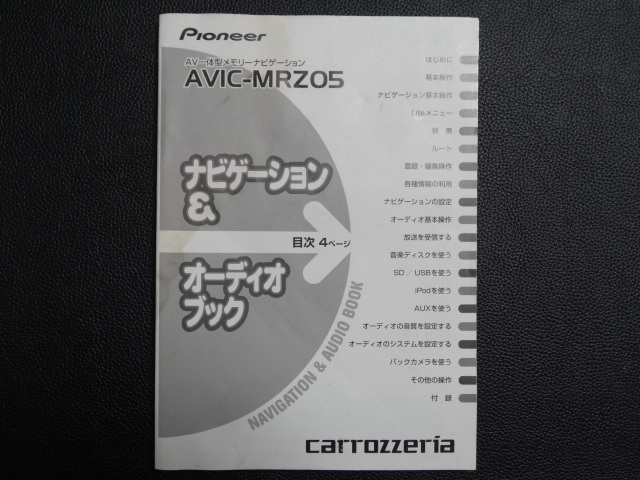 Pioneer
AV一体型メモリーナビゲーション
AVIC-MRZ05
ナビゲーション
&
オーディオ
ブック
目次 4ページ
NAVIGATION & AUDIO BOOK
はじめに
基本操作
ナビゲーション基本操作
Liteメニュー
検 索
ルート
登録・編集操作
各種情報の利用
ナビゲーションの設定
オーディオ基本操作
放送を受信する
音楽ディスクを使う
SD / USBを使う
iPodを使う
AUXを使う
オーディオの音質を設定する
オーディオのシステムを設定する
バックカメラを使う
その他の操作
付 録
carrozzeria